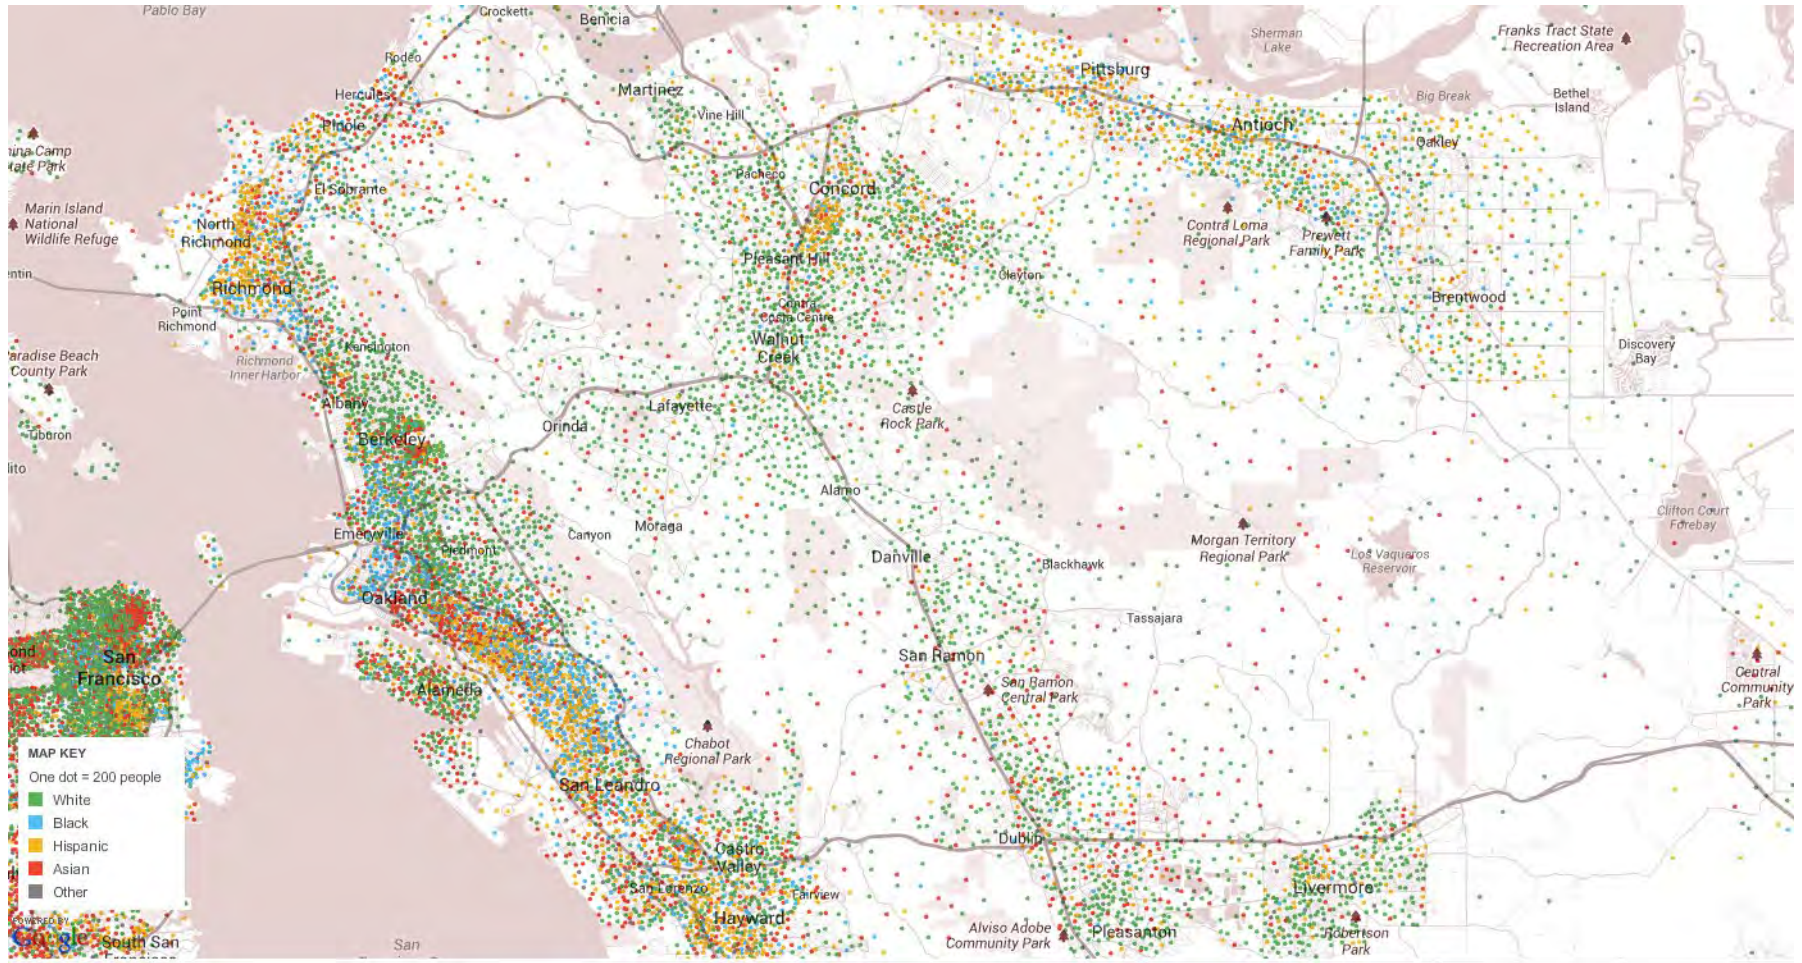 Pablo Bay
Crockett
Benicia
Sherman
Lake
Franks Tract State
Recreation Area
Rodeo
Pittsburg
Hercules
Martinez
Big Break
Bethel
Island
Vine Hill
Pinole
Antioch
Oakley
Pacheco
El Sobrante
Concord
Marin Island
National
Wildlife Refuge
North
Richmond
Contra Loma
Regional Park
Prewett
Family Park
Pleasant Hill
Clayton
Richmond
Brentwood
Contra
Costa Centre
Point
Richmond
Walnut
Creek
Kensington
Discovery
Bay
Richmond
Inner Harbor
County Park
Albany
Lafayette
Castle
Rock Park
Orinda
Tiburon
Berkeley
Alamo
Clifton Court
Forebay
Moraga
Emeryville
Canyon
Morgan Territory
Regional Park
Piedmont
Danville
Blackhawk
Los Vaqueros
Reservoir
Oakland
Tassajara
San
Francisco
San Ramon
Alameda
San Ramon
Central Park
Central
Community
Park
Chabot
Regional Park
MAP KEY
One dot = 200 people
White
Black
Hispanic
Asian
Other
San Leandro
Dublin
Castro
Valley
San Lorenzo
Fairview
Livermore
Hayward
POWERED BY
Google
Alviso Adobe
Community Park
Pleasanton
Robertson
Park
South San
San